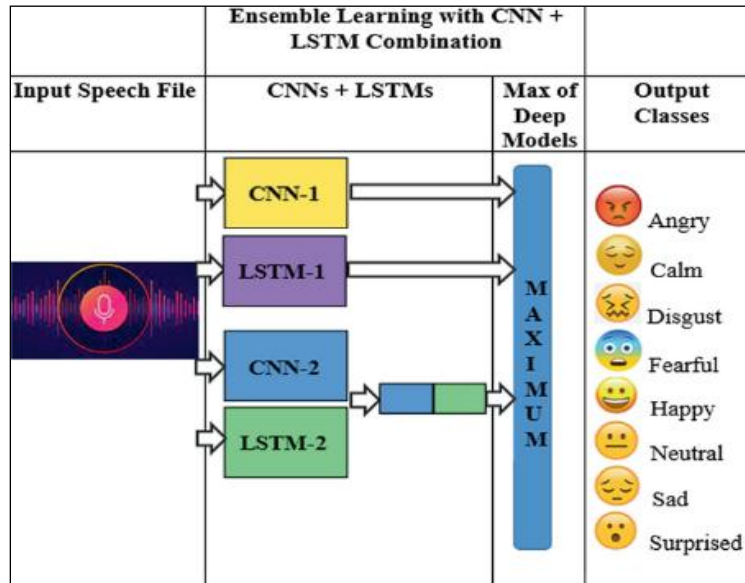 Ensemble Learning with CNN +
LSTM Combination
Input Speech File
CNNs + LSTMs
Max of
Deep
Models
Output
Classes
CNN-1
LSTM-1
CNN-2
LSTM-2
M
A
X
I
M
U
M
Angry
Calm
Disgust
Fearful
Happy
Neutral
Sad
Surprised